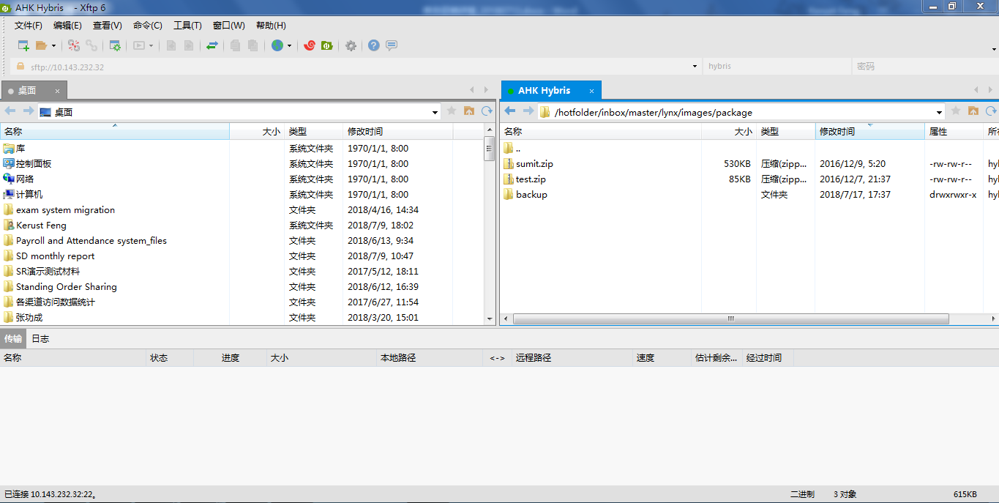 AHK Hybris - Xftp 6
文件(F) 编辑(E) 查看(V) 命令(C) 工具(T) 窗口(W) 帮助(H)
sftp://10.143.232.32 hybris 密码
桌面 AHK Hybris
桌面 /hotfolder/inbox/master/lynx/images/package
名称 大小 类型 修改时间
库 系统文件夹 1970/1/1, 8:00
控制面板 系统文件夹 1970/1/1, 8:00
网络 系统文件夹 1970/1/1, 8:00
计算机 系统文件夹 1970/1/1, 8:00
exam system migration 文件夹 2018/4/16, 14:34
Kerust Feng 系统文件夹 2018/7/9, 18:02
Payroll and Attendance system_files 文件夹 2018/6/13, 9:34
SD monthly report 文件夹 2018/7/9, 10:47
SR演示测试材料 文件夹 2017/5/12, 18:11
Standing Order Sharing 文件夹 2018/6/12, 16:39
各渠道访问数据统计 文件夹 2017/6/27, 11:54
张功成 文件夹 2018/3/20, 15:01
名称 大小 类型 修改时间 属性 所
..
sumit.zip 530KB 压缩(zipp... 2016/12/9, 5:20 -rw-rw-r-- hyl
test.zip 85KB 压缩(zipp... 2016/12/7, 21:37 -rw-rw-r-- hyl
backup 文件夹 2018/7/17, 17:37 drwxrwxr-x hyl
传输 日志
名称 状态 进度 大小 本地路径 <-> 远程路径 速度 估计剩余... 经过时间
已连接 10.143.232.32:22。 二进制 3 对象 615KB